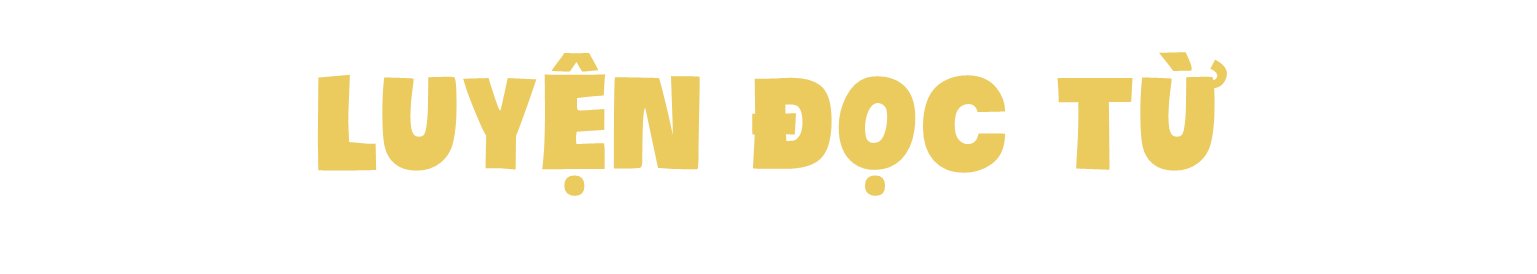 LUYỆN ĐỌC TỪ